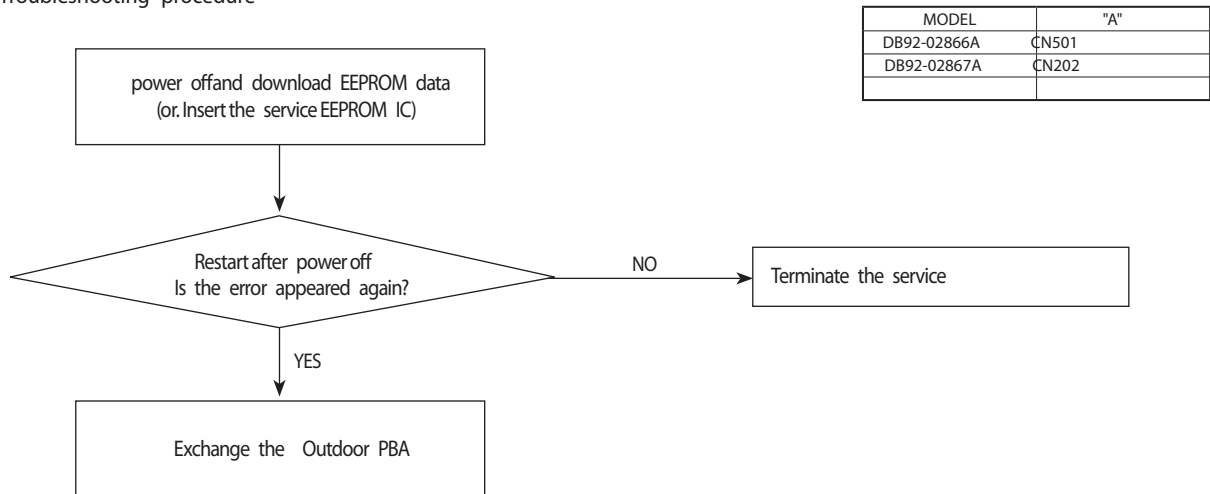 Troubleshooting procedure
MODEL "A"
DB92-02866A CN501
DB92-02867A CN202
power offand download EEPROM data
(or. Insert the service EEPROM IC)
Restart after power off
Is the error appeared again?
NO
Terminate the service
YES
Exchange the Outdoor PBA